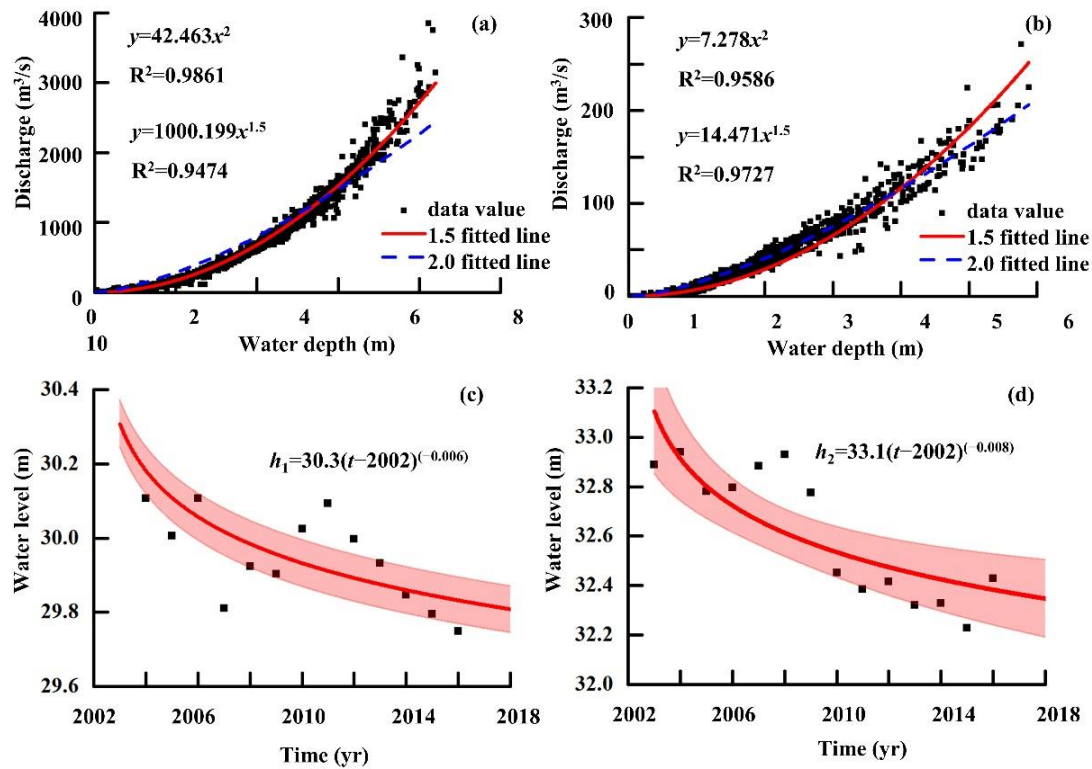 (a)
y=42.463x²
R²=0.9861
y=1000.199x^1.5
R²=0.9474
data value
1.5 fitted line
2.0 fitted line
Discharge (m³/s)
4000
3000
2000
1000
0
0 2 4 6 8
10
Water depth (m)
(b)
y=7.278x²
R²=0.9586
y=14.471x^1.5
R²=0.9727
data value
1.5 fitted line
2.0 fitted line
Discharge (m³/s)
300
200
100
0
0 1 2 3 4 5 6
Water depth (m)
(c)
h₁=30.3(t−2002)^(−0.006)
Water level (m)
30.4
30.2
30.0
29.8
29.6
2002 2006 2010 2014 2018
Time (yr)
(d)
h₂=33.1(t−2002)^(−0.008)
Water level (m)
33.2
33.0
32.8
32.6
32.4
32.2
32.0
2002 2006 2010 2014 2018
Time (yr)